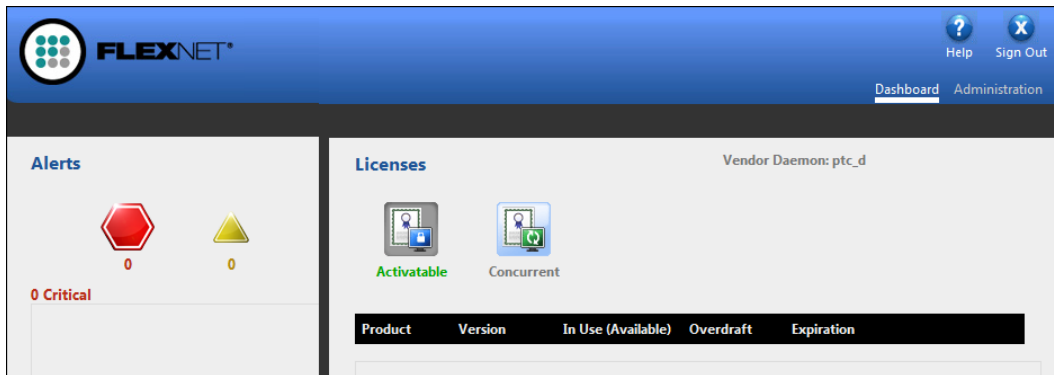 FLEXNET®
Help Sign Out
Dashboard Administration
Alerts
0 0
0 Critical
Licenses Vendor Daemon: ptc_d
Activatable Concurrent
Product Version In Use (Available) Overdraft Expiration